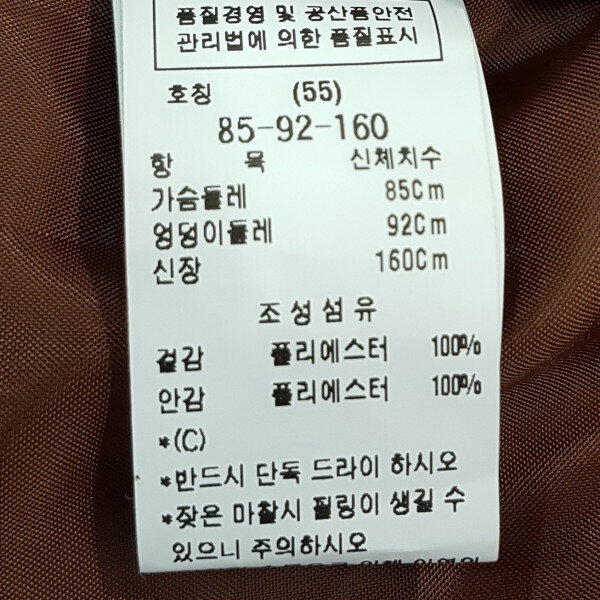 품질경영 및 공산품안전
관리법에 의한 품질표시
호칭 (55)
85-92-160
항 목 신체치수
가슴둘레 85Cm
엉덩이둘레 92Cm
신장 160Cm
조성섬유
겉감 폴리에스터 100%
안감 폴리에스터 100%
*(C)
*반드시 단독 드라이 하시오
*잦은 마찰시 필링이 생길 수
있으니 주의하시오